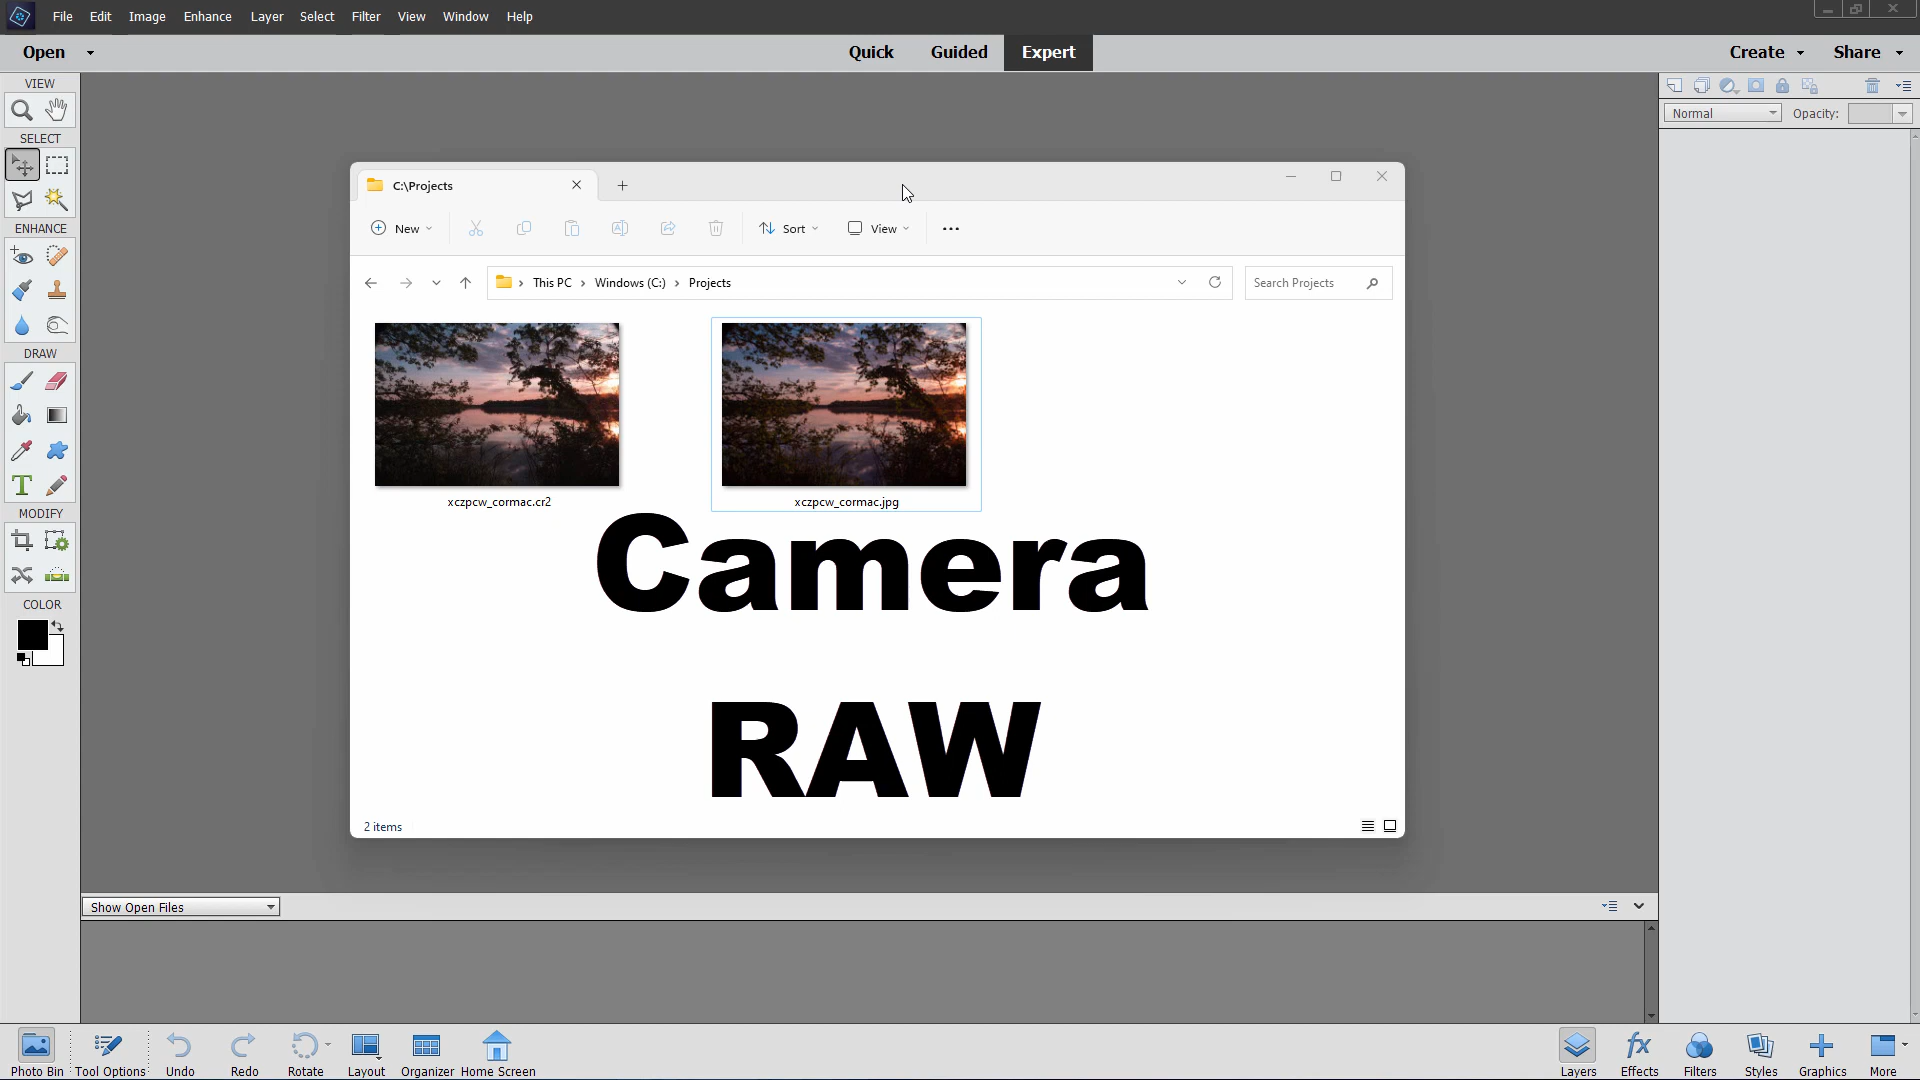 File Edit Image Enhance Layer Select Filter View Window Help
Open Quick Guided Expert Create Share
VIEW
SELECT
ENHANCE
DRAW
MODIFY
COLOR
Normal Opacity:
C:\Projects
New Sort View
This PC Windows (C:) Projects Search Projects
xczpcw_cormac.cr2 xczpcw_cormac.jpg
Camera
RAW
2 items
Show Open Files
Photo Bin Tool Options Undo Redo Rotate Layout Organizer Home Screen Layers Effects Filters Styles Graphics More